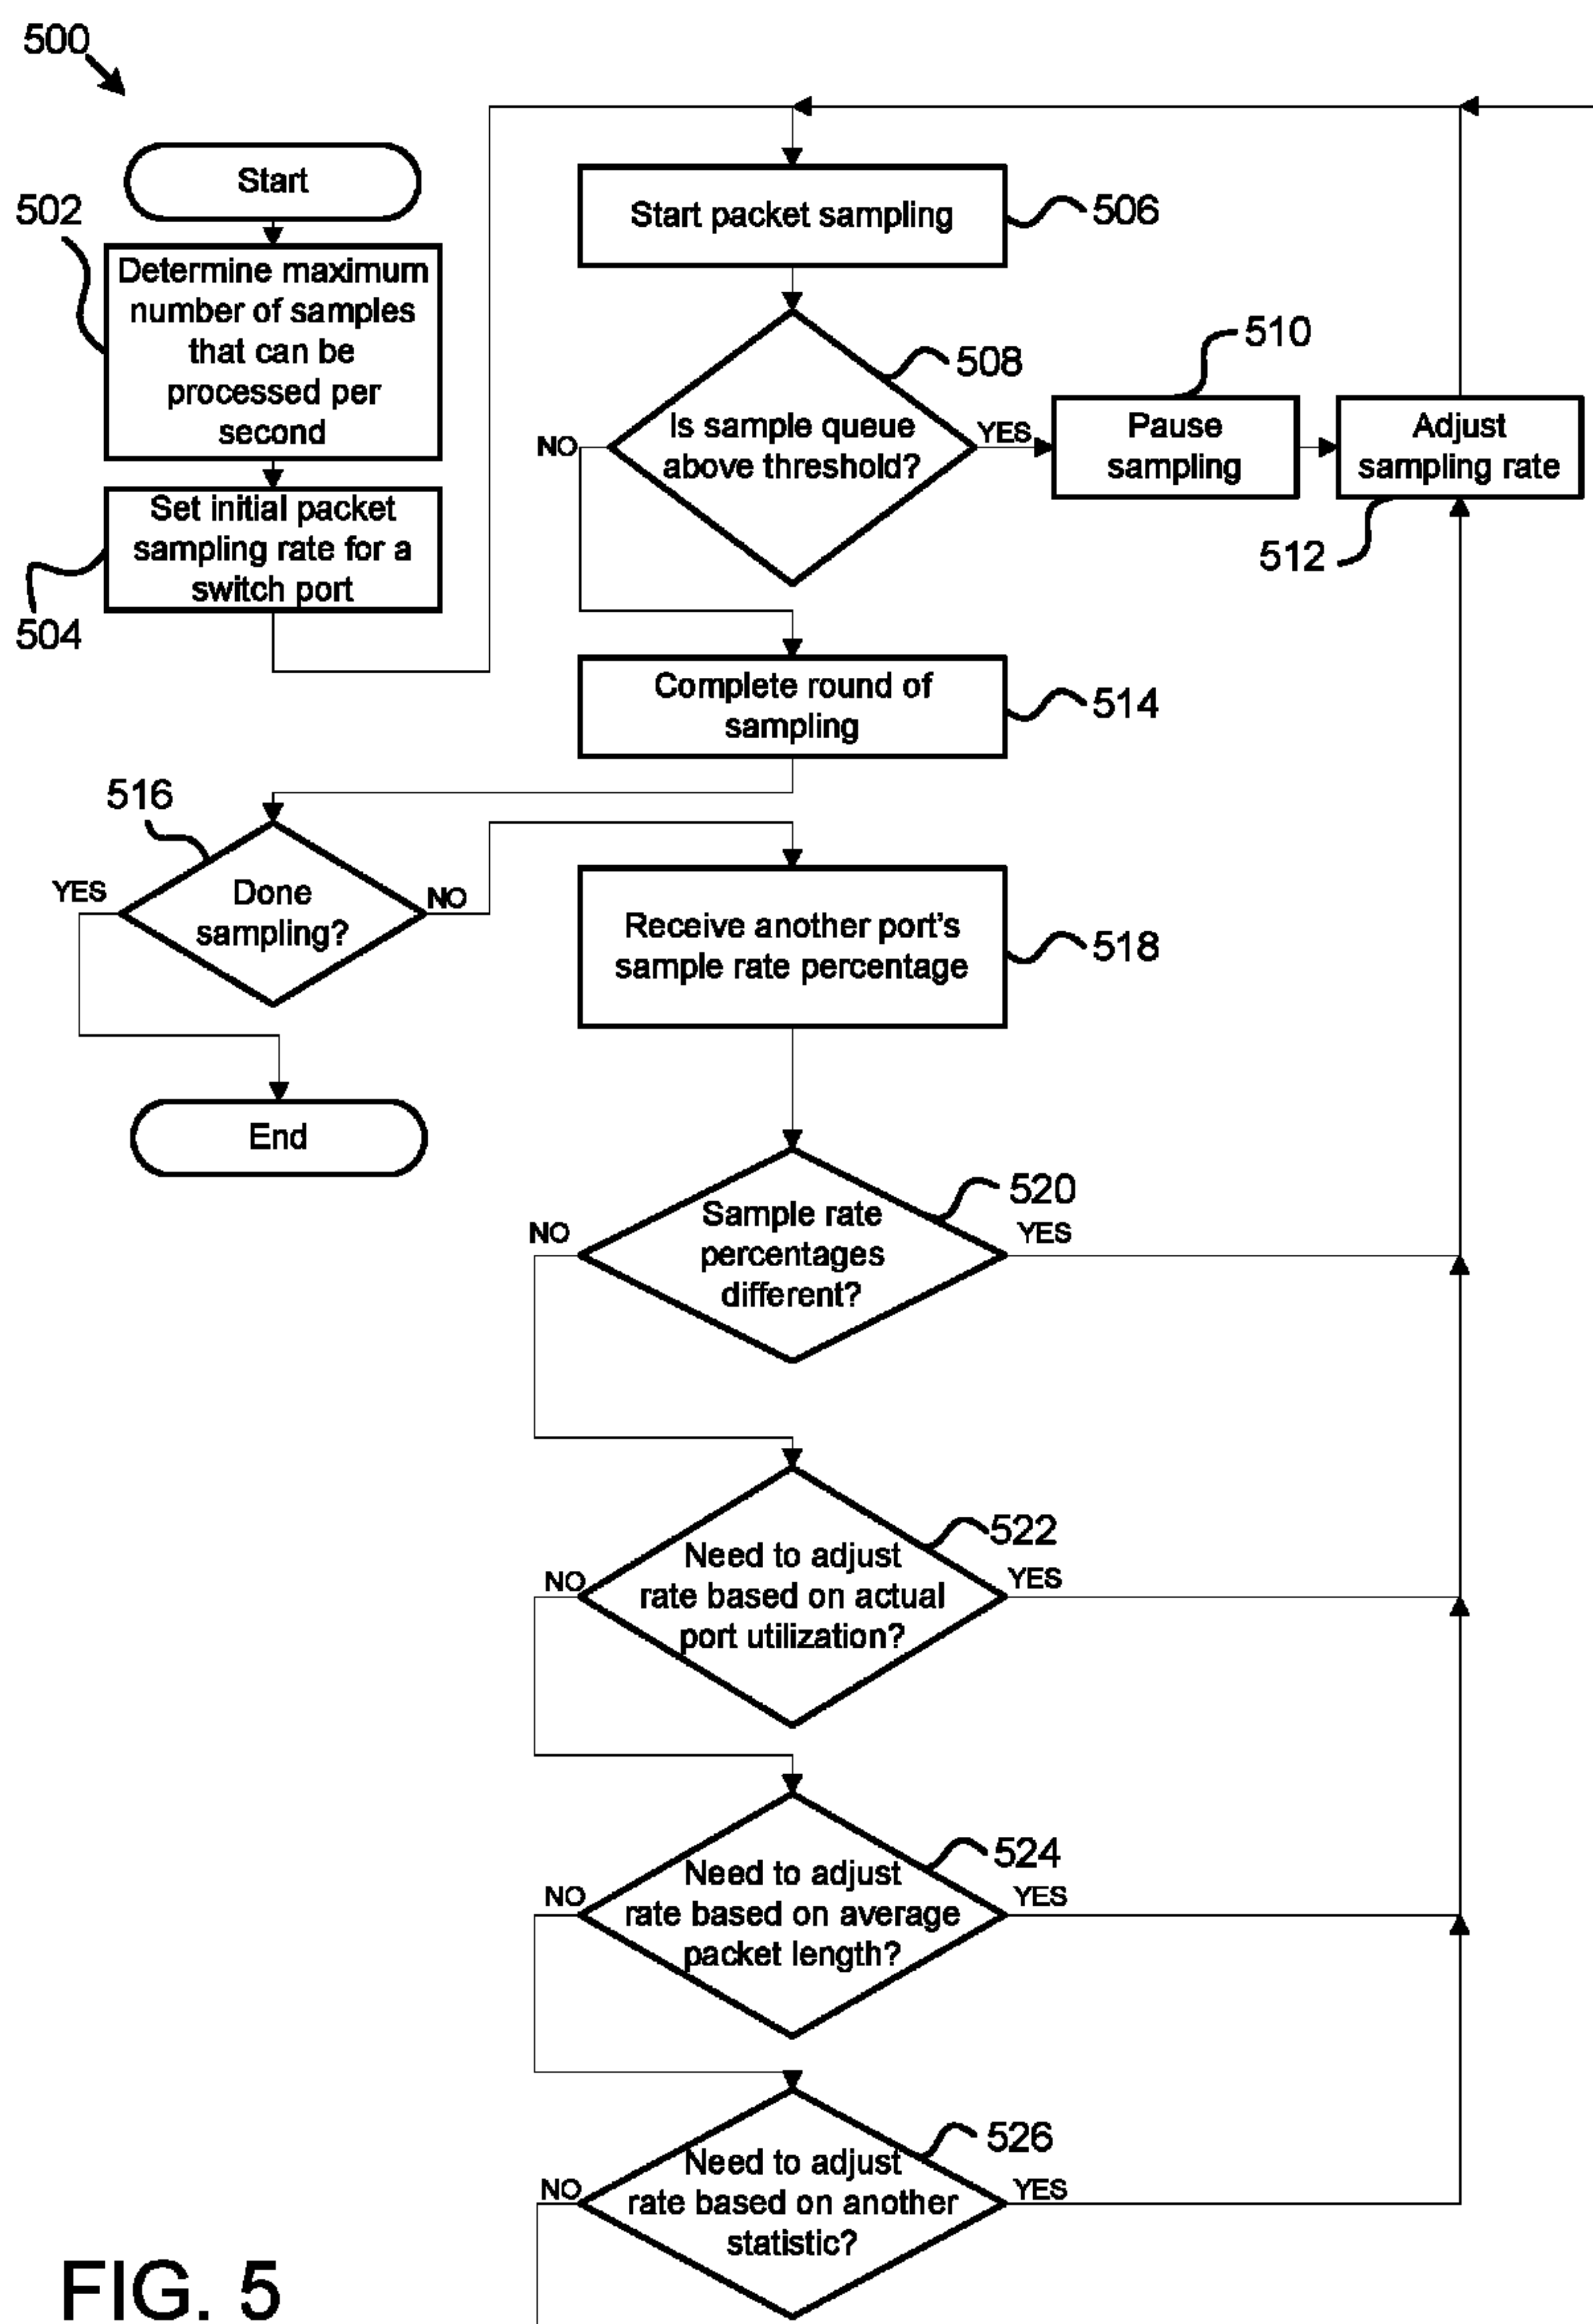 500
Start
502
Determine maximum
number of samples
that can be
processed per
second
Set initial packet
sampling rate for a
switch port
504
Start packet sampling
506
508
Is sample queue
above threshold?
NO
YES
510
Pause
sampling
Adjust
sampling rate
512
Complete round of
sampling
514
516
Done
sampling?
YES
NO
End
Receive another port's
sample rate percentage
518
520
Sample rate
percentages
different?
NO
YES
522
Need to adjust
rate based on actual
port utilization?
NO
YES
524
Need to adjust
rate based on average
packet length?
NO
YES
526
Need to adjust
rate based on another
statistic?
NO
YES
FIG. 5